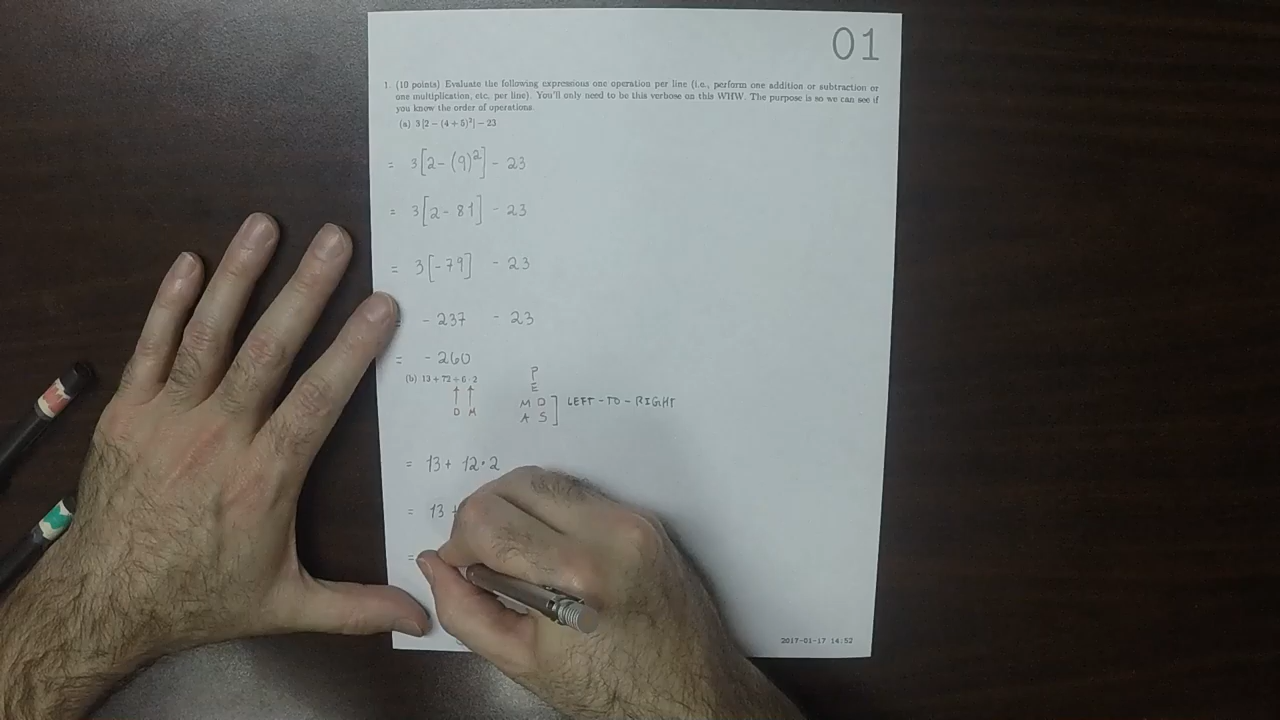 01
1. (10 points) Evaluate the following expressions one operation per line (i.e., perform one addition or subtraction or
one multiplication, etc. per line). You'll only need to be this verbose on this WHW. The purpose is so we can see if
you know the order of operations.
(a) 3[2 − (4 + 5)²] − 23
= 3[2 - (9)²] - 23
= 3[2 - 81] - 23
= 3[-79] - 23
= -237 - 23
= -260
(b) 13 + 72 ÷ 6 · 2
P
E
M D
A S ] LEFT-TO-RIGHT
↑ ↑
D M
= 13 + 12 · 2
= 13 +
=
2017-01-17 14:52